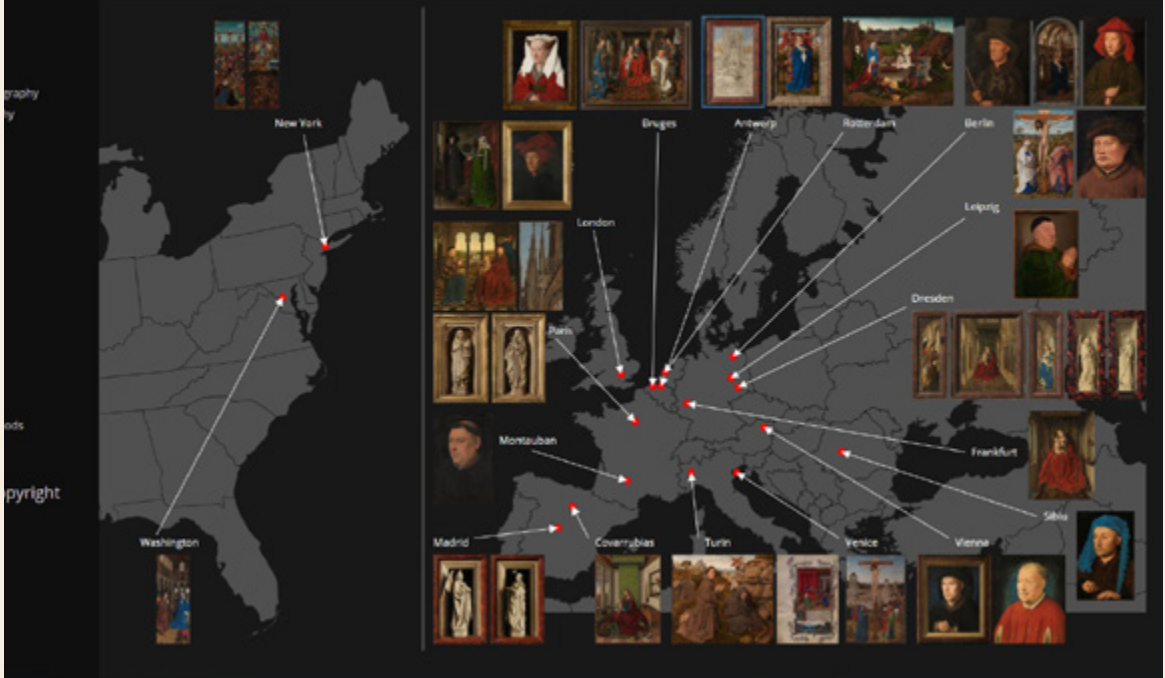 graphy
hy
ods
opyright
New York
Washington
Bruges
Antwerp
Rotterdam
Berlin
Leipzig
London
Dresden
Paris
Montauban
Frankfurt
Sibiu
Madrid
Covarrubias
Turin
Venice
Vienna